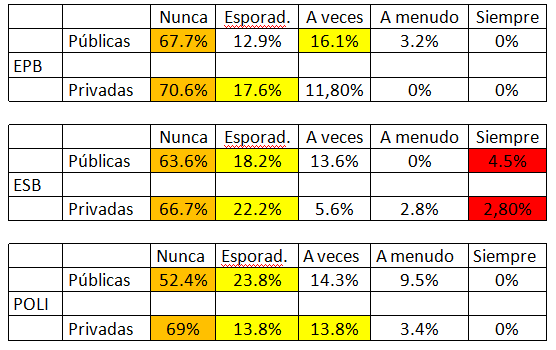 Nunca Esporad. A veces A menudo Siempre
Públicas 67.7% 12.9% 16.1% 3.2% 0%
EPB
Privadas 70.6% 17.6% 11,80% 0% 0%
Nunca Esporad. A veces A menudo Siempre
Públicas 63.6% 18.2% 13.6% 0% 4.5%
ESB
Privadas 66.7% 22.2% 5.6% 2.8% 2,80%
Nunca Esporad. A veces A menudo Siempre
Públicas 52.4% 23.8% 14.3% 9.5% 0%
POLI
Privadas 69% 13.8% 13.8% 3.4% 0%